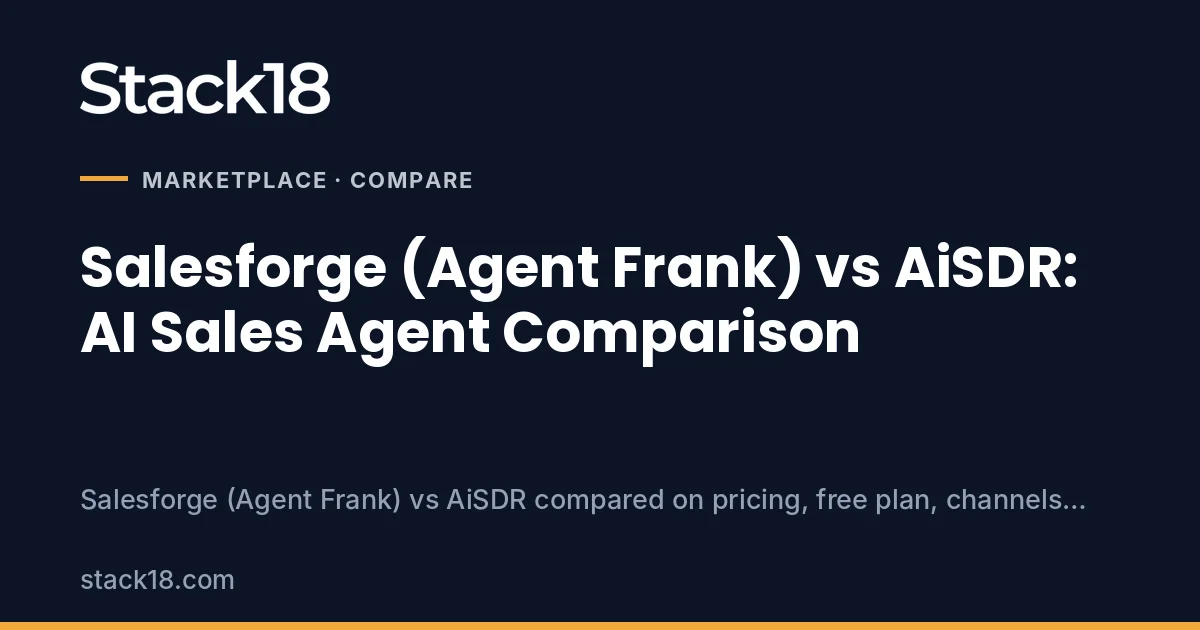 Stack18
MARKETPLACE · COMPARE
Salesforge (Agent Frank) vs AiSDR:
AI Sales Agent Comparison
Salesforge (Agent Frank) vs AiSDR compared on pricing, free plan, channels...
stack18.com